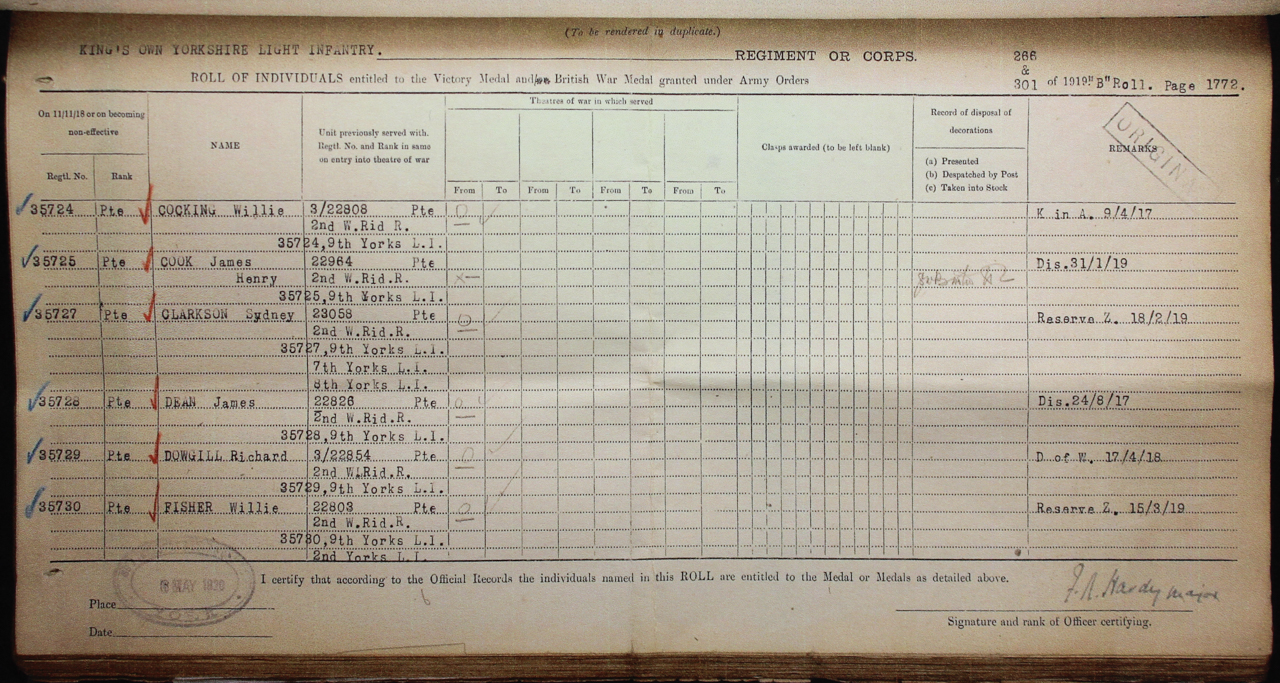 (To be rendered in duplicate.)
KING'S OWN YORKSHIRE LIGHT INFANTRY. REGIMENT OR CORPS. 266
&
ROLL OF INDIVIDUALS entitled to the Victory Medal and/or British War Medal granted under Army Orders 301 of 1919 "B" Roll. Page 1772.
On 11/11/18 or on becoming non-effective
Regtl. No. Rank
NAME
Unit previously served with. Regtl. No. and Rank in same on entry into theatre of war
Theatres of war in which served
From To From To From To From To
Clasps awarded (to be left blank)
Record of disposal of decorations
(a) Presented
(b) Despatched by Post
(c) Taken into Stock
REMARKS
35724 Pte COCKING Willie 3/22808 Pte K in A. 9/4/17
2nd W.Rid R.
35724,9th Yorks L.I.
35725 Pte COOK James 22964 Pte Dis.31/1/19
Henry 2nd W.Rid.R.
35725,9th Yorks L.I.
35727 Pte CLARKSON Sydney 23058 Pte Reserve Z. 18/2/19
2nd W.Rid.R.
35727,9th Yorks L.I.
7th Yorks L.I.
8th Yorks L.I.
35728 Pte DEAN James 22826 Pte Dis.24/8/17
2nd W.Rid.R.
35728,9th Yorks L.I.
35729 Pte DOWGILL Richard 3/22854 Pte D of W. 17/4/18
2nd W.Rid.R.
35729,9th Yorks L.I.
35730 Pte FISHER Willie 22803 Pte Reserve Z. 15/3/19
2nd W.Rid.R.
35730,9th Yorks L.I.
2nd Yorks L.I.
I certify that according to the Official Records the individuals named in this ROLL are entitled to the Medal or Medals as detailed above.
MAY 1920
Place
Date
Hardy major
Signature and rank of Officer certifying.